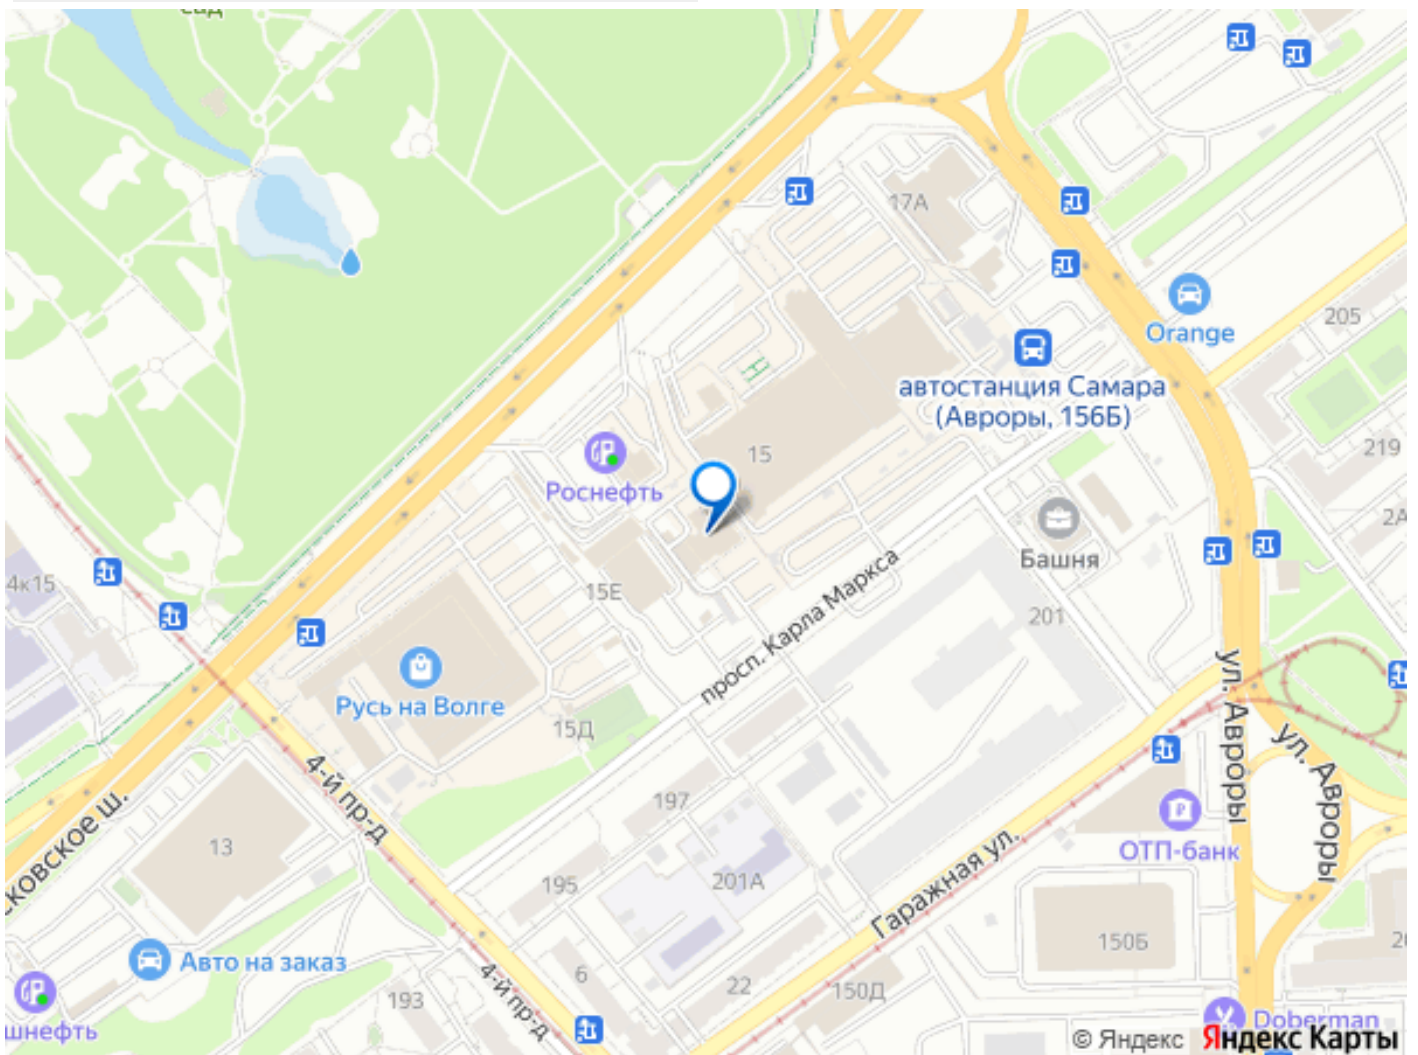 сад
17А
Orange
205
автостанция Самара
(Авроры, 156Б)
15
219
Роснефть
2А
Башня
4к15
15Е
просп. Карла Маркса
201
Русь на Волге
15Д
ул. Авроры
ул. Авроры
4-й пр-д
197
сковское ш.
13
ОТП-банк
Гаражная ул.
195
201А
150Б
20
Авто на заказ
4-й пр-д
6
22
150Д
193
шнефть
Doberman
© Яндекс Яндекс Карты